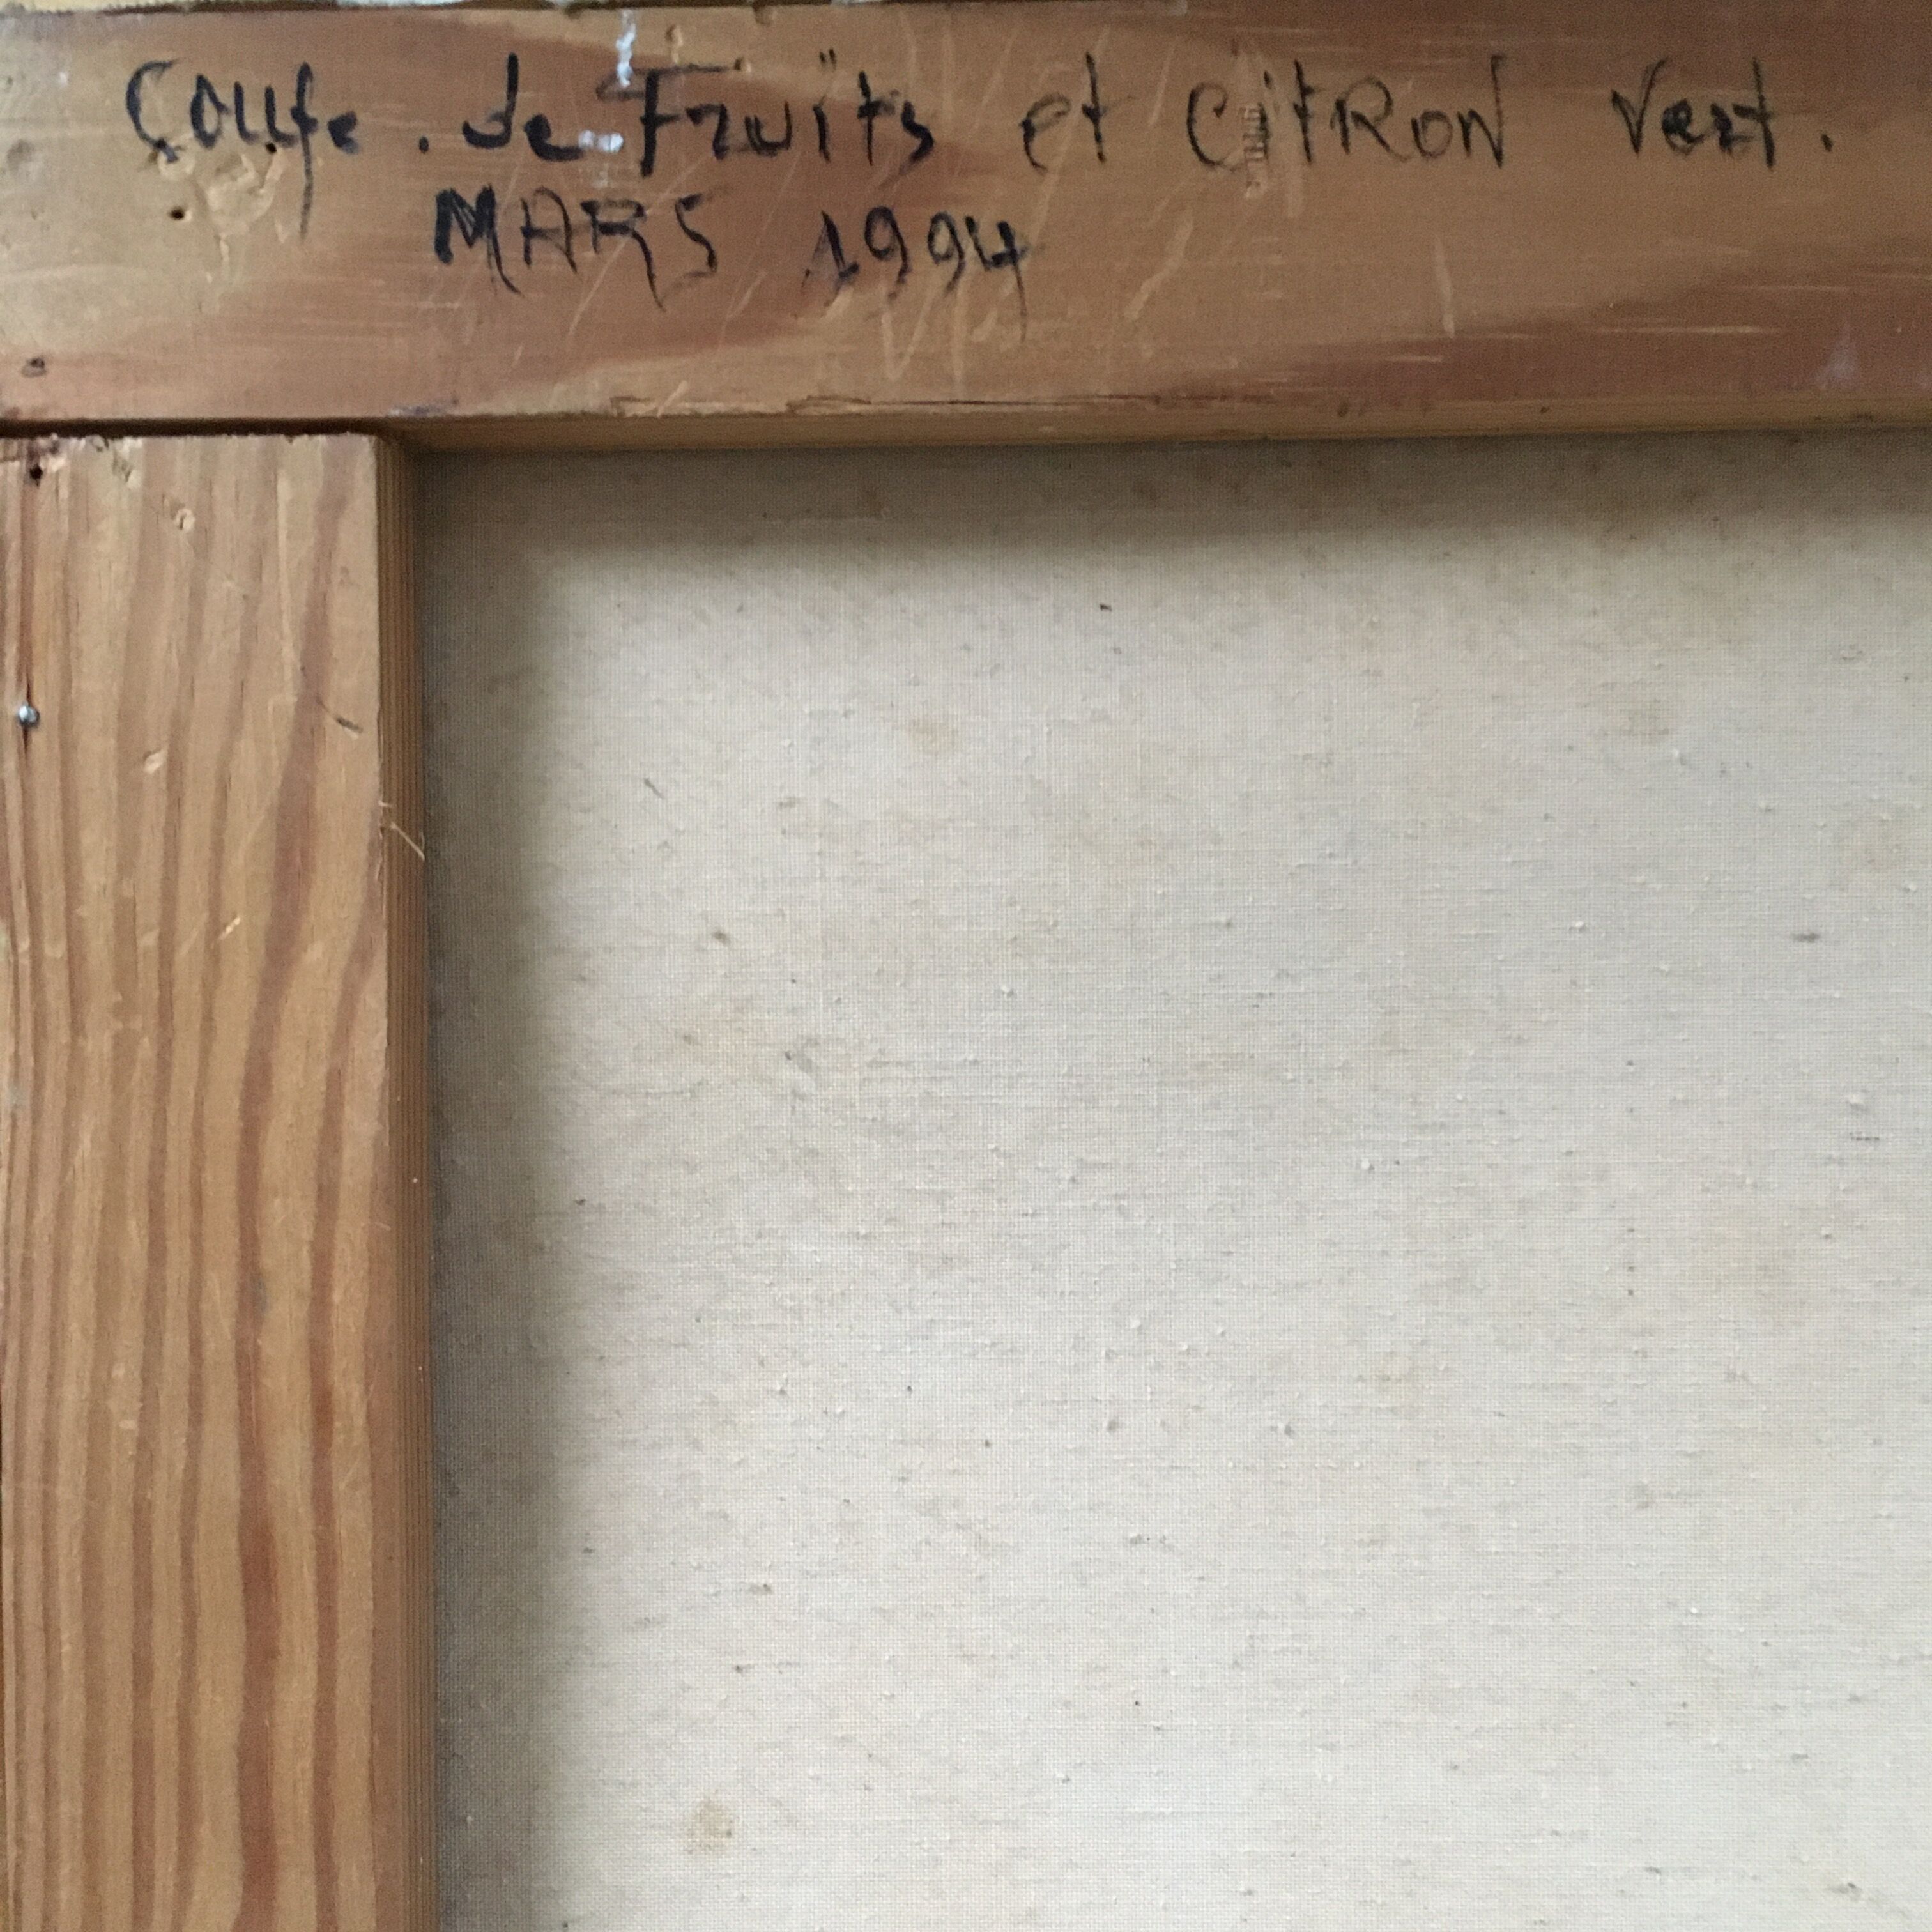 Coupe . de Fruits et CitRON Vert .
MARS 1994